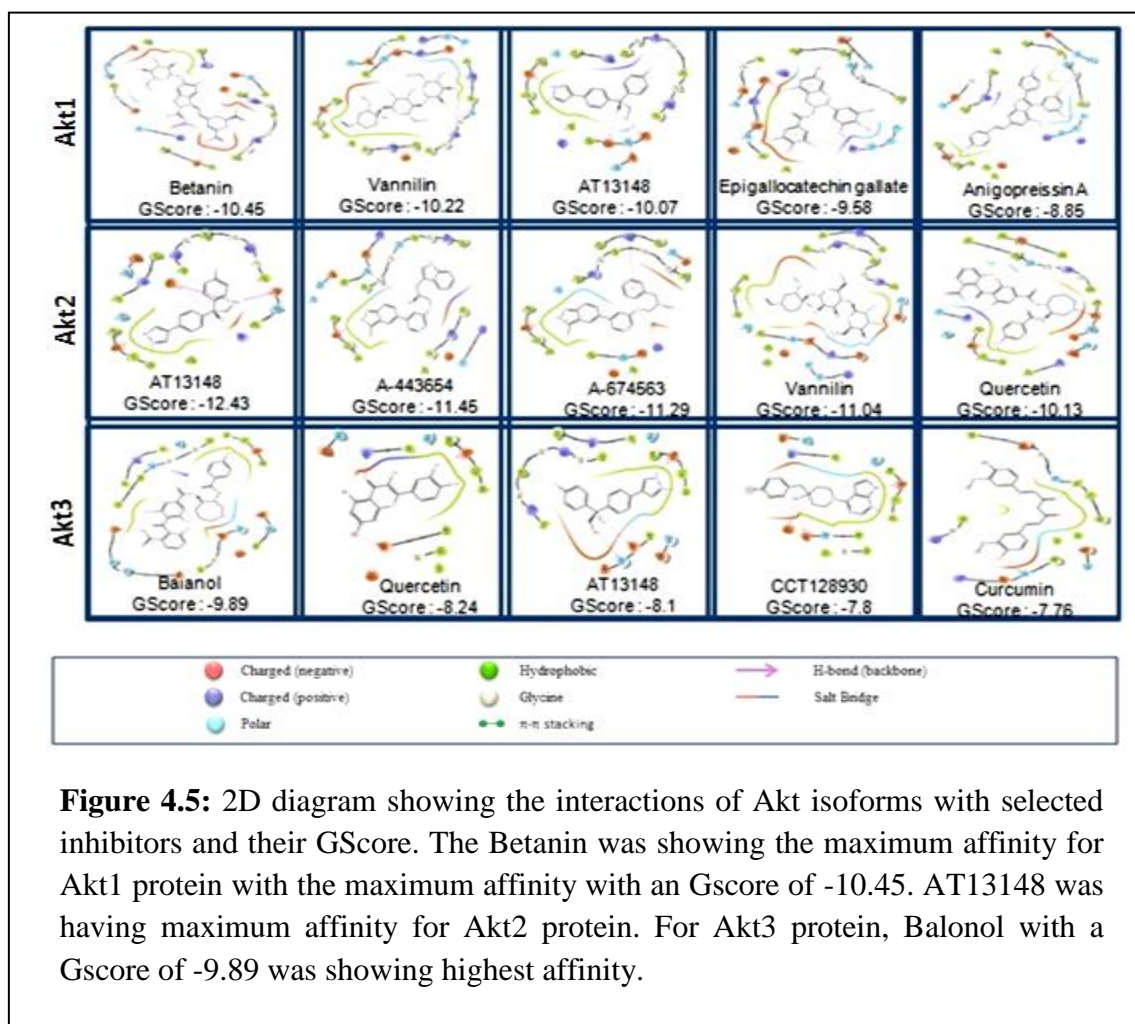 Akt1
Betanin
GScore: -10.45
Vannilin
GScore: -10.22
AT13148
GScore: -10.07
Epigallocatechin gallate
GScore: -9.58
Anigopreissin A
GScore: -8.85
Akt2
AT13148
GScore: -12.43
A-443654
GScore: -11.45
A-674563
GScore: -11.29
Vannilin
GScore: -11.04
Quercetin
GScore: -10.13
Akt3
GScore: -9.89
Quercetin
GScore: -8.24
AT13148
GScore: -8.1
CCT128930
GScore: -7.8
Curcumin
GScore: -7.76
Charged (negative)
Hydrophobic
H-bond (backbone)
Charged (positive)
Glycine
Salt Bridge
Polar
π-π stacking
Figure 4.5: 2D diagram showing the interactions of Akt isoforms with selected
inhibitors and their GScore. The Betanin was showing the maximum affinity for
Akt1 protein with the maximum affinity with an Gscore of -10.45. AT13148 was
having maximum affinity for Akt2 protein. For Akt3 protein, Balonol with a
Gscore of -9.89 was showing highest affinity.